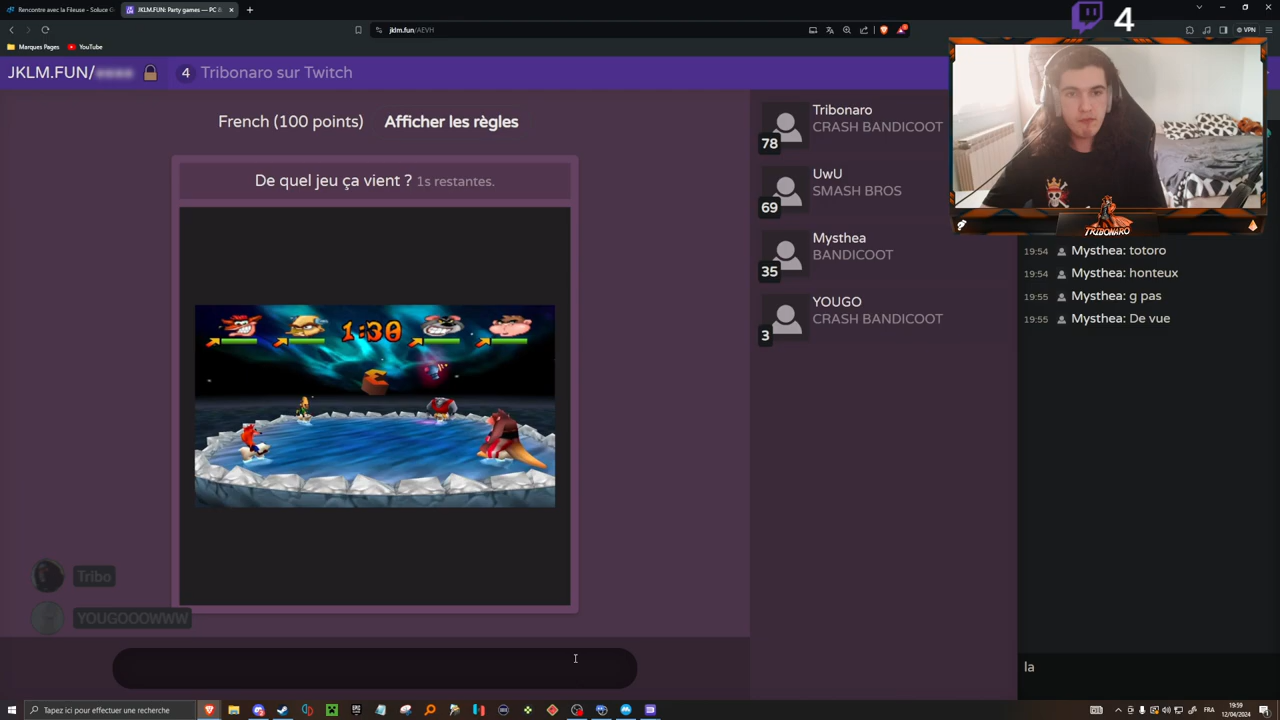 Rencontre avec la Fileuse - Soluce G
JKLM.FUN: Party games — PC &
jklm.fun/AEVH
VPN
4
Marques Pages
YouTube
JKLM.FUN/
4
Tribonaro sur Twitch
French (100 points)
Afficher les règles
De quel jeu ça vient ? 1s restantes.
1:30
Tribo
YOUGOOOWWW
Tribonaro
CRASH BANDICOOT
78
UwU
SMASH BROS
69
Mysthea
BANDICOOT
35
YOUGO
CRASH BANDICOOT
3
TRIBONARO
19:54 Mysthea: totoro
19:54 Mysthea: honteux
19:55 Mysthea: g pas
19:55 Mysthea: De vue
la
Tapez ici pour effectuer une recherche
FRA
19:59
12/04/2024